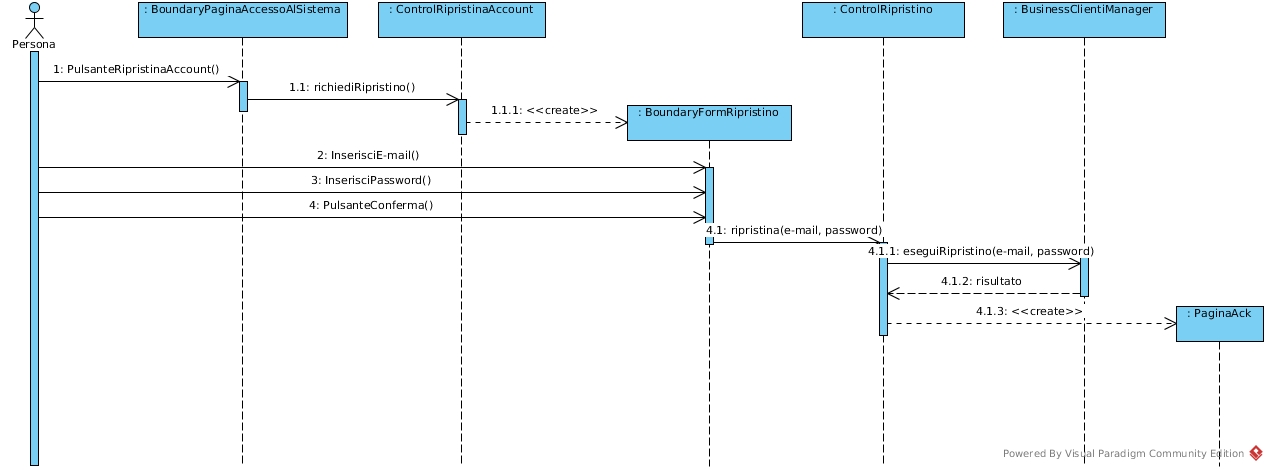 : BoundaryPaginaAccessoAlSistema
: ControlRipristinaAccount
: ControlRipristino
: BusinessClientiManager
Persona
1: PulsanteRipristinaAccount()
1.1: richiediRipristino()
1.1.1: <<create>>
: BoundaryFormRipristino
2: InserisciE-mail()
3: InserisciPassword()
4: PulsanteConferma()
4.1: ripristina(e-mail, password)
4.1.1: eseguiRipristino(e-mail, password)
4.1.2: risultato
4.1.3: <<create>>
: PaginaAck
Powered By Visual Paradigm Community Edition